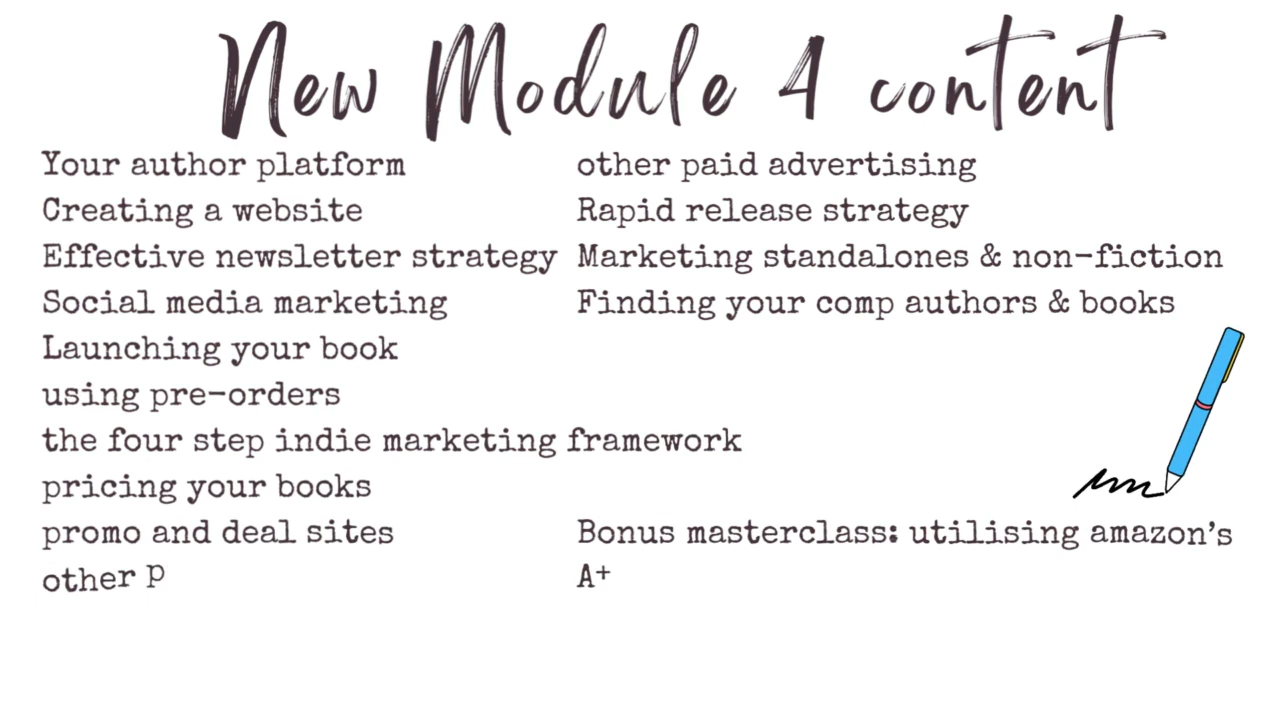 New Module 4 content
Your author platform
Creating a website
Effective newsletter strategy
Social media marketing
Launching your book
using pre-orders
the four step indie marketing framework
pricing your books
promo and deal sites
other p
other paid advertising
Rapid release strategy
Marketing standalones & non-fiction
Finding your comp authors & books
Bonus masterclass: utilising amazon's
A+